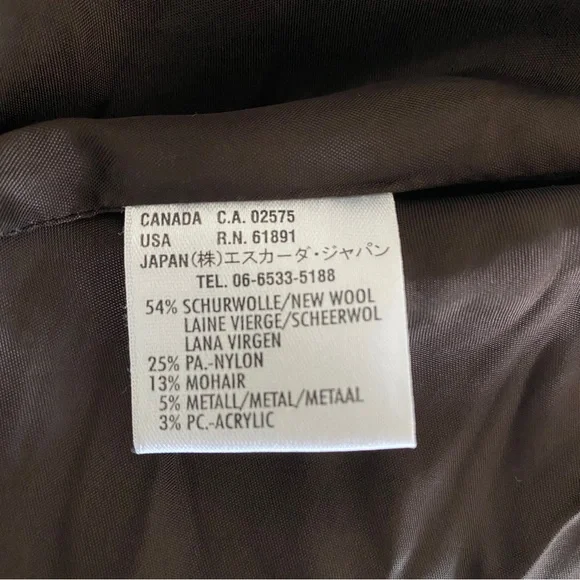 CANADA C.A. 02575
USA R.N. 61891
JAPAN(株)エスカーダ・ジャパン
TEL. 06-6533-5188
54% SCHURWOLLE/NEW WOOL
LAINE VIERGE/SCHEERWOL
LANA VIRGEN
25% PA.-NYLON
13% MOHAIR
5% METALL/METAL/METAAL
3% PC.-ACRYLIC